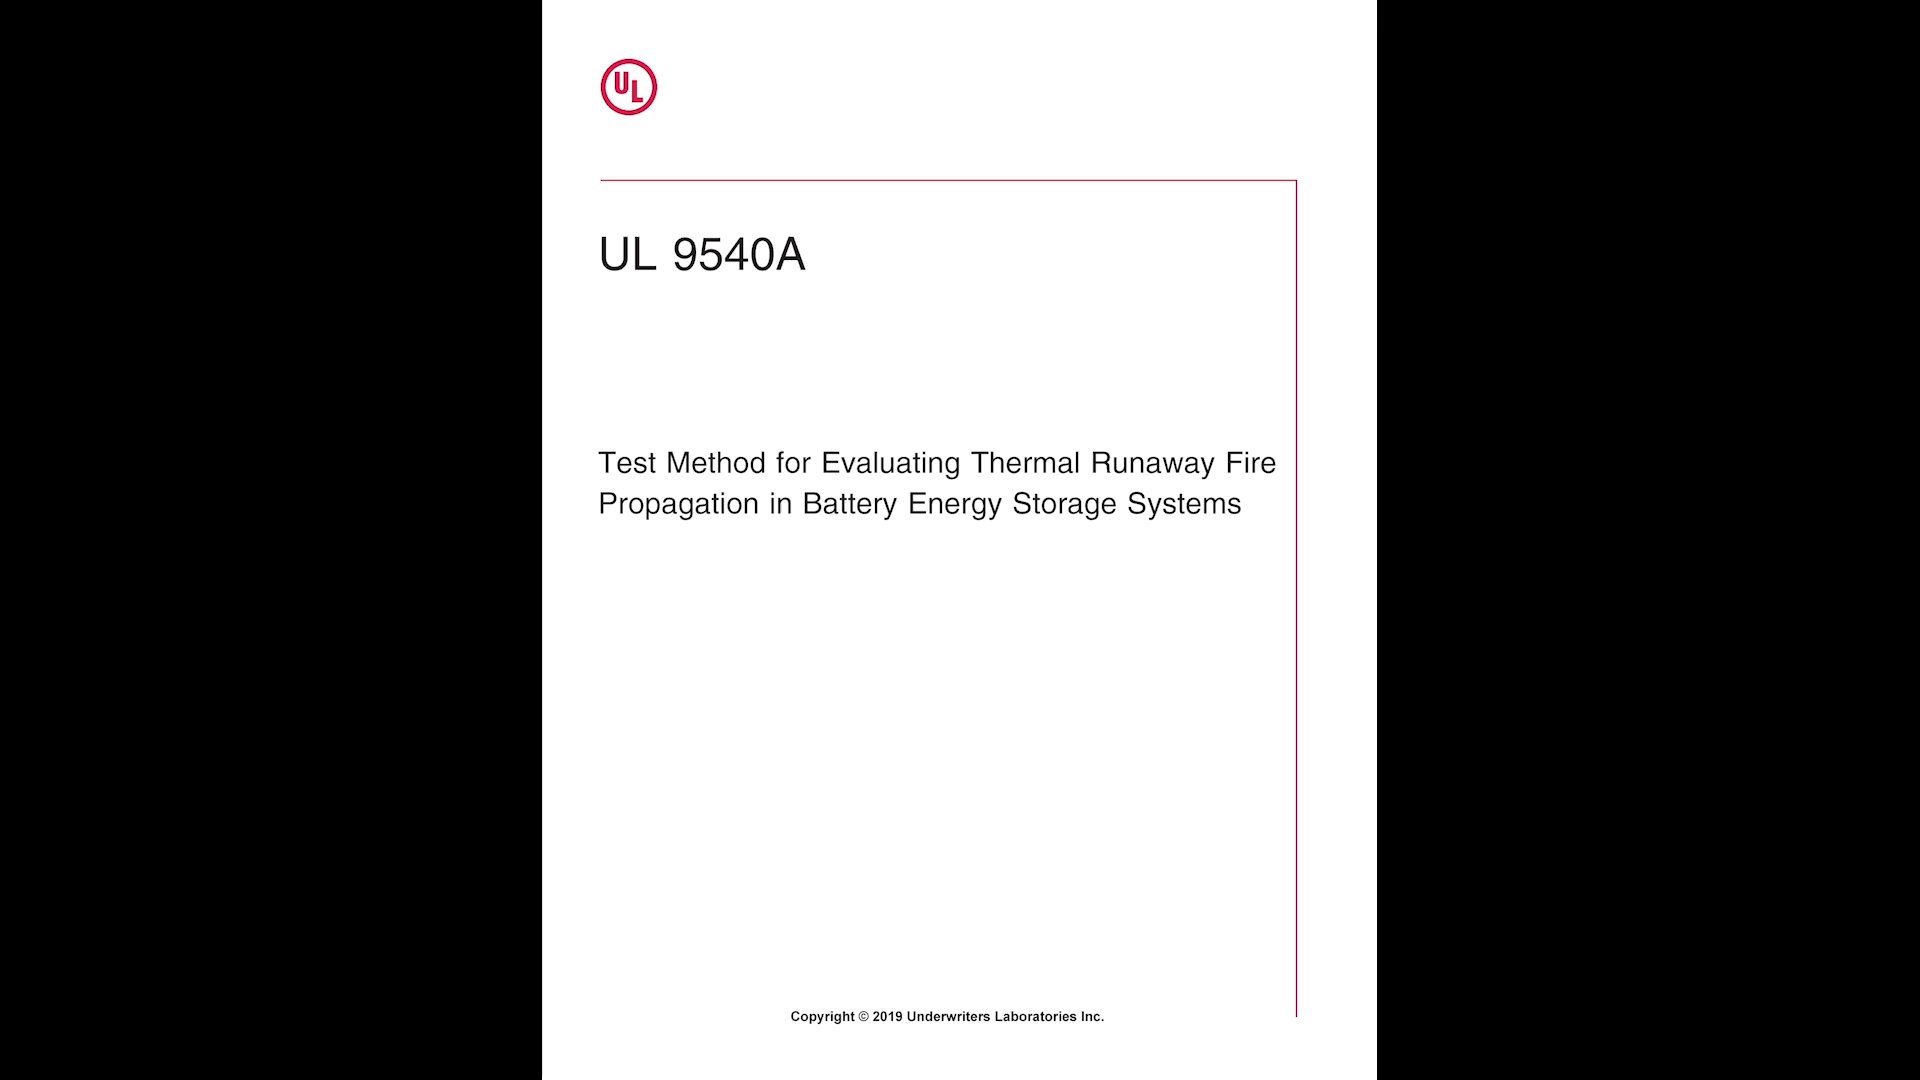 UL
UL 9540A
Test Method for Evaluating Thermal Runaway Fire
Propagation in Battery Energy Storage Systems
Copyright © 2019 Underwriters Laboratories Inc.